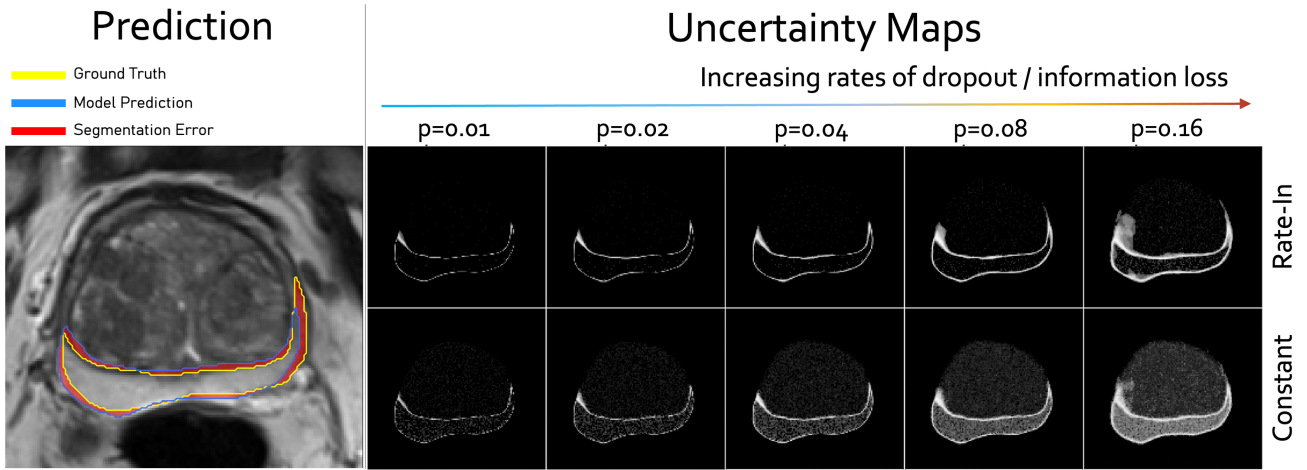 Prediction
Ground Truth
Model Prediction
Segmentation Error
Uncertainty Maps
Increasing rates of dropout / information loss
p=0.01
p=0.02
p=0.04
p=0.08
p=0.16
Rate-In
Constant